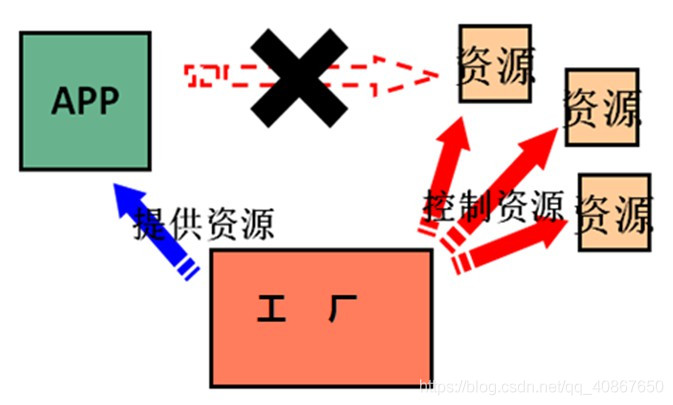 APP
资源
资源
资源
提供资源
控制资源
工 厂
https://blog.csdn.net/qq_40867650